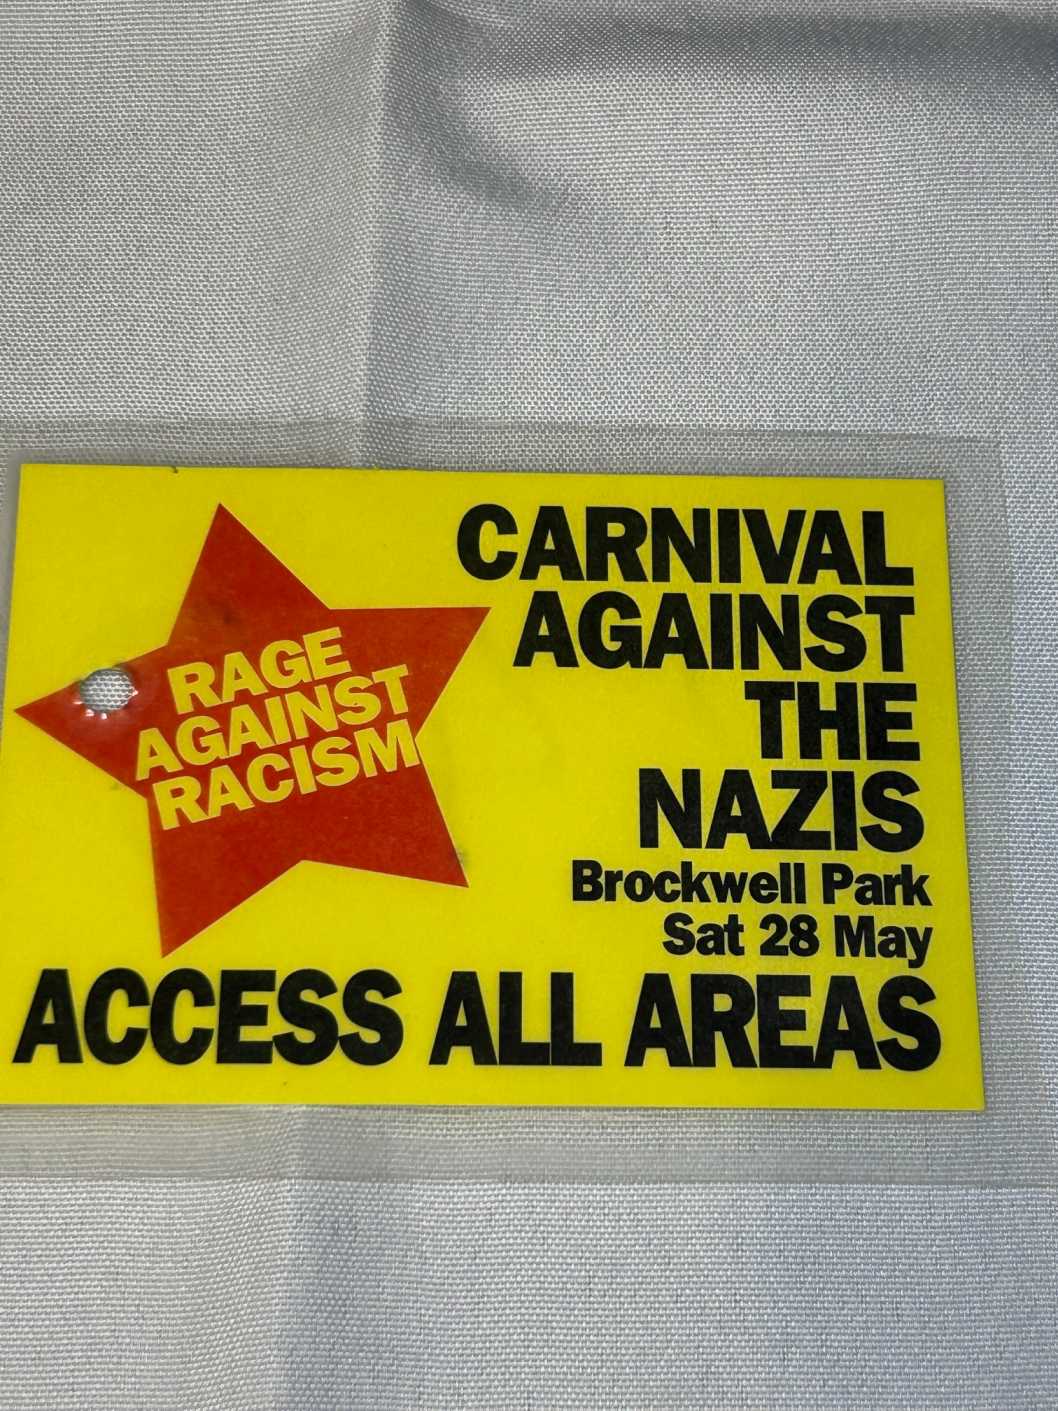 RAGE
AGAINST
RACISM
CARNIVAL
AGAINST
THE
NAZIS
Brockwell Park
Sat 28 May
ACCESS ALL AREAS